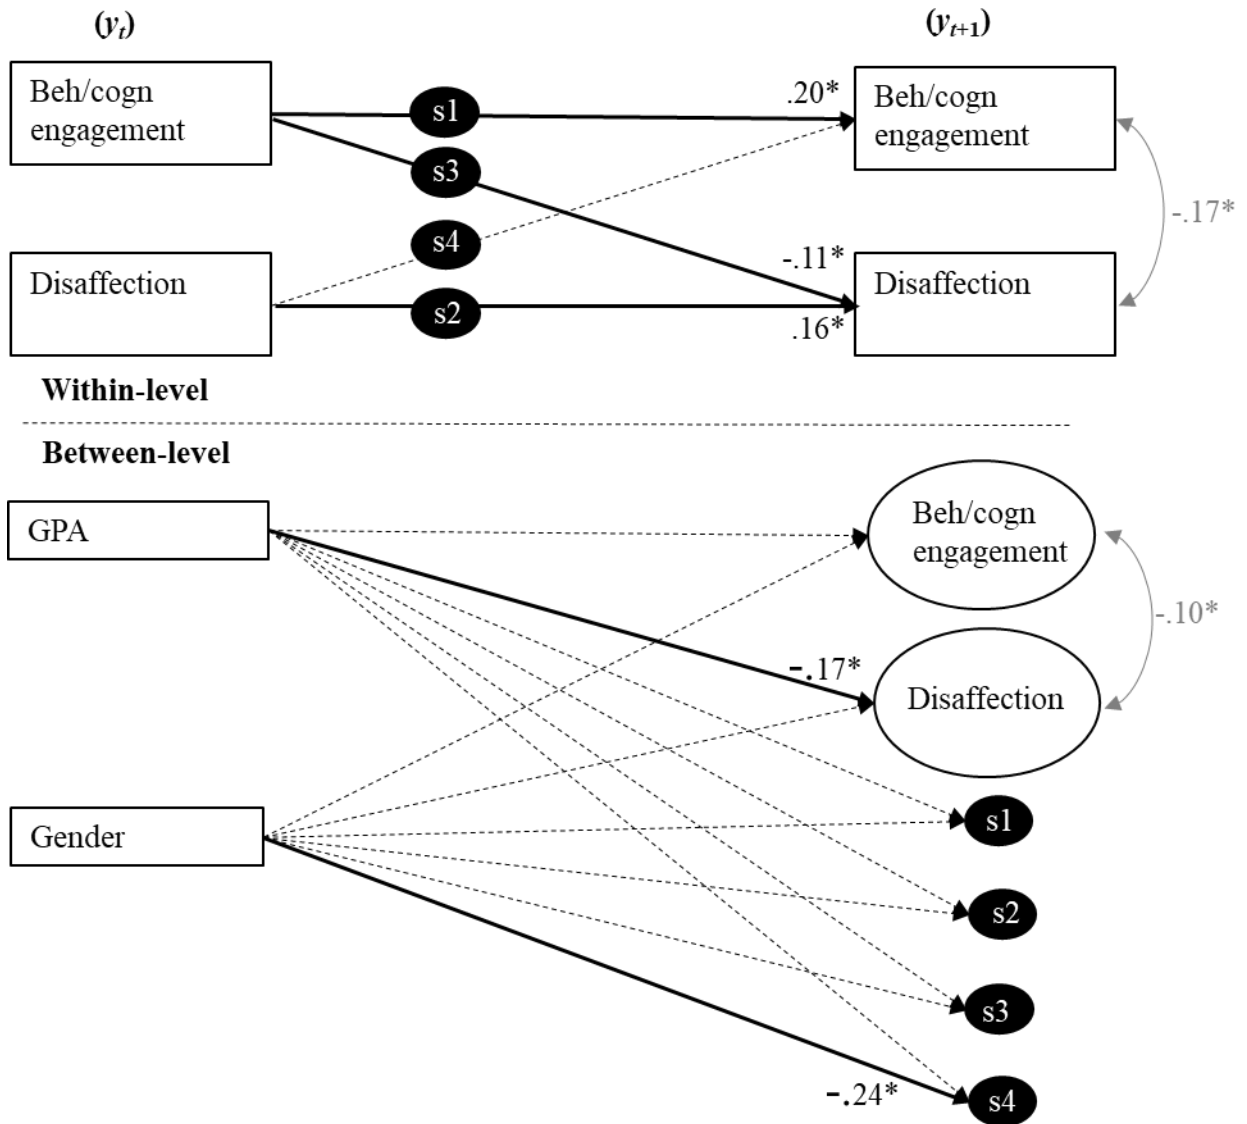 (yt)
(yt+1)
Beh/cogn
engagement
s1
.20*
Beh/cogn
engagement
s3
-.17*
s4
-.11*
Disaffection
Disaffection
s2
.16*
Within-level
Between-level
GPA
Beh/cogn
engagement
-.10*
-.17*
Disaffection
Gender
s1
s2
s3
-.24*
s4